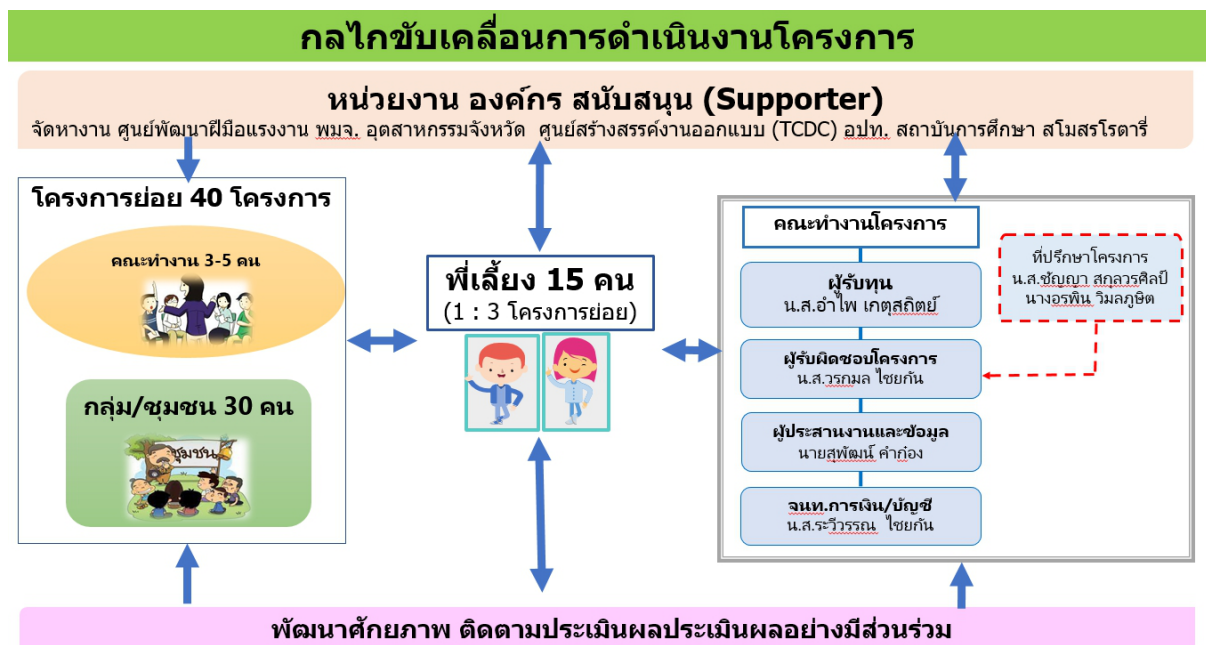 กลไกขับเคลื่อนการดำเนินงานโครงการ
หน่วยงาน องค์กร สนับสนุน (Supporter)
จัดหางาน ศูนย์พัฒนาฝีมือแรงงาน พมจ. อุตสาหกรรมจังหวัด ศูนย์สร้างสรรค์งานออกแบบ (TCDC) อปท. สถาบันการศึกษา สโมสรโรตารี่
โครงการย่อย 40 โครงการ
คณะทำงาน 3-5 คน
กลุ่ม/ชุมชน 30 คน
ชุมชน
พี่เลี้ยง 15 คน
(1 : 3 โครงการย่อย)
คณะทำงานโครงการ
ผู้รับทุน
น.ส.อำไพ เกตุสถิตย์
ผู้รับผิดชอบโครงการ
น.ส.วรกมล ไชยกัน
ผู้ประสานงานและข้อมูล
นายสุพัฒน์ คำก่อง
จนท.การเงิน/บัญชี
น.ส.ระวีวรรณ ไชยกัน
ที่ปรึกษาโครงการ
น.ส.ชัญญา สกุลวารศิลป์
นางอรพิน วิมลภูษิต
พัฒนาศักยภาพ ติดตามประเมินผลประเมินผลอย่างมีส่วนร่วม